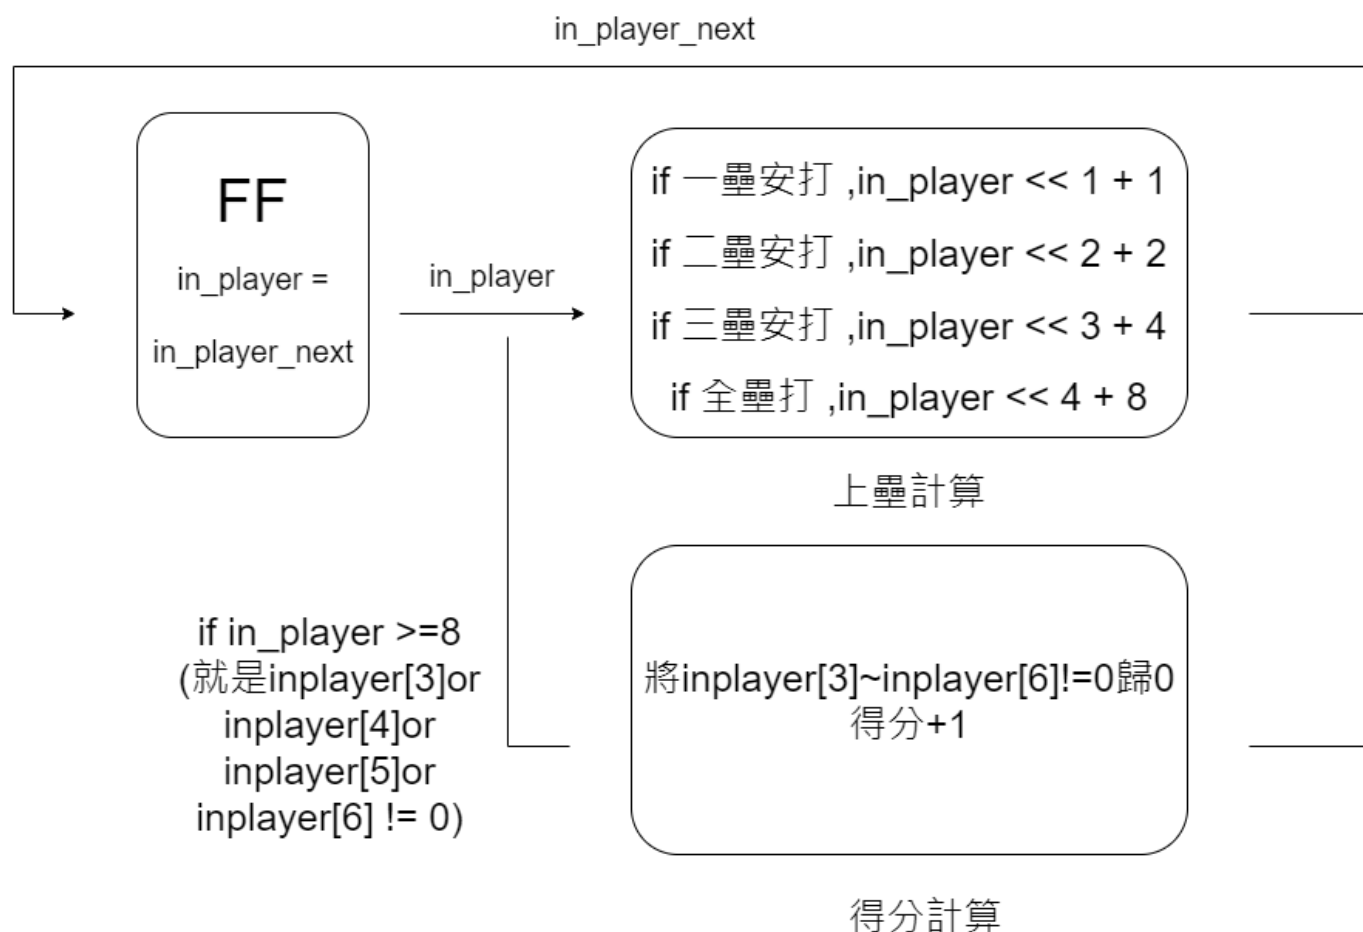 in_player_next
FF
in_player =
in_player_next
in_player
if 一壘安打 ,in_player << 1 + 1
if 二壘安打 ,in_player << 2 + 2
if 三壘安打 ,in_player << 3 + 4
if 全壘打 ,in_player << 4 + 8
上壘計算
if in_player >=8
(就是inplayer[3]or
inplayer[4]or
inplayer[5]or
inplayer[6] != 0)
將inplayer[3]~inplayer[6]!=0歸0
得分+1
得分計算